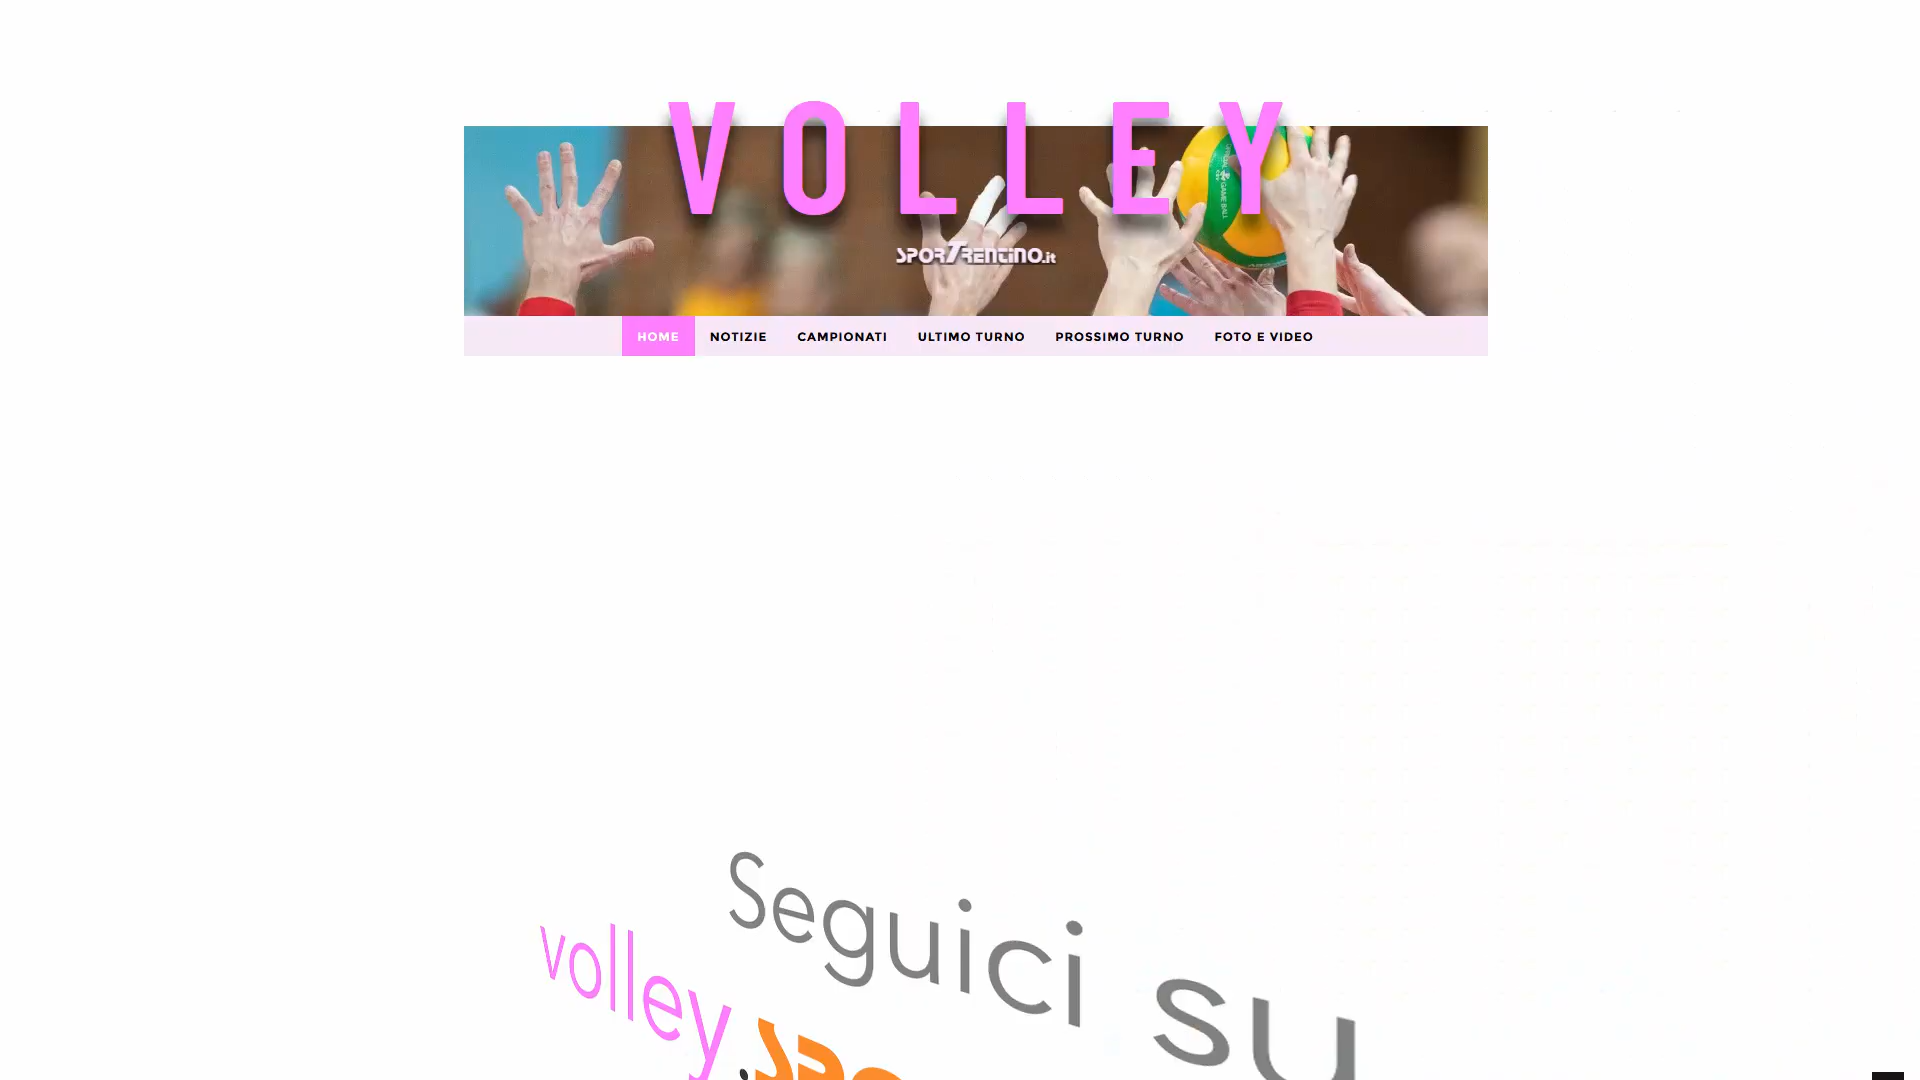 VOLLEY
SPORTRENTINO.it
HOME NOTIZIE CAMPIONATI ULTIMO TURNO PROSSIMO TURNO FOTO E VIDEO
Seguici su
volley